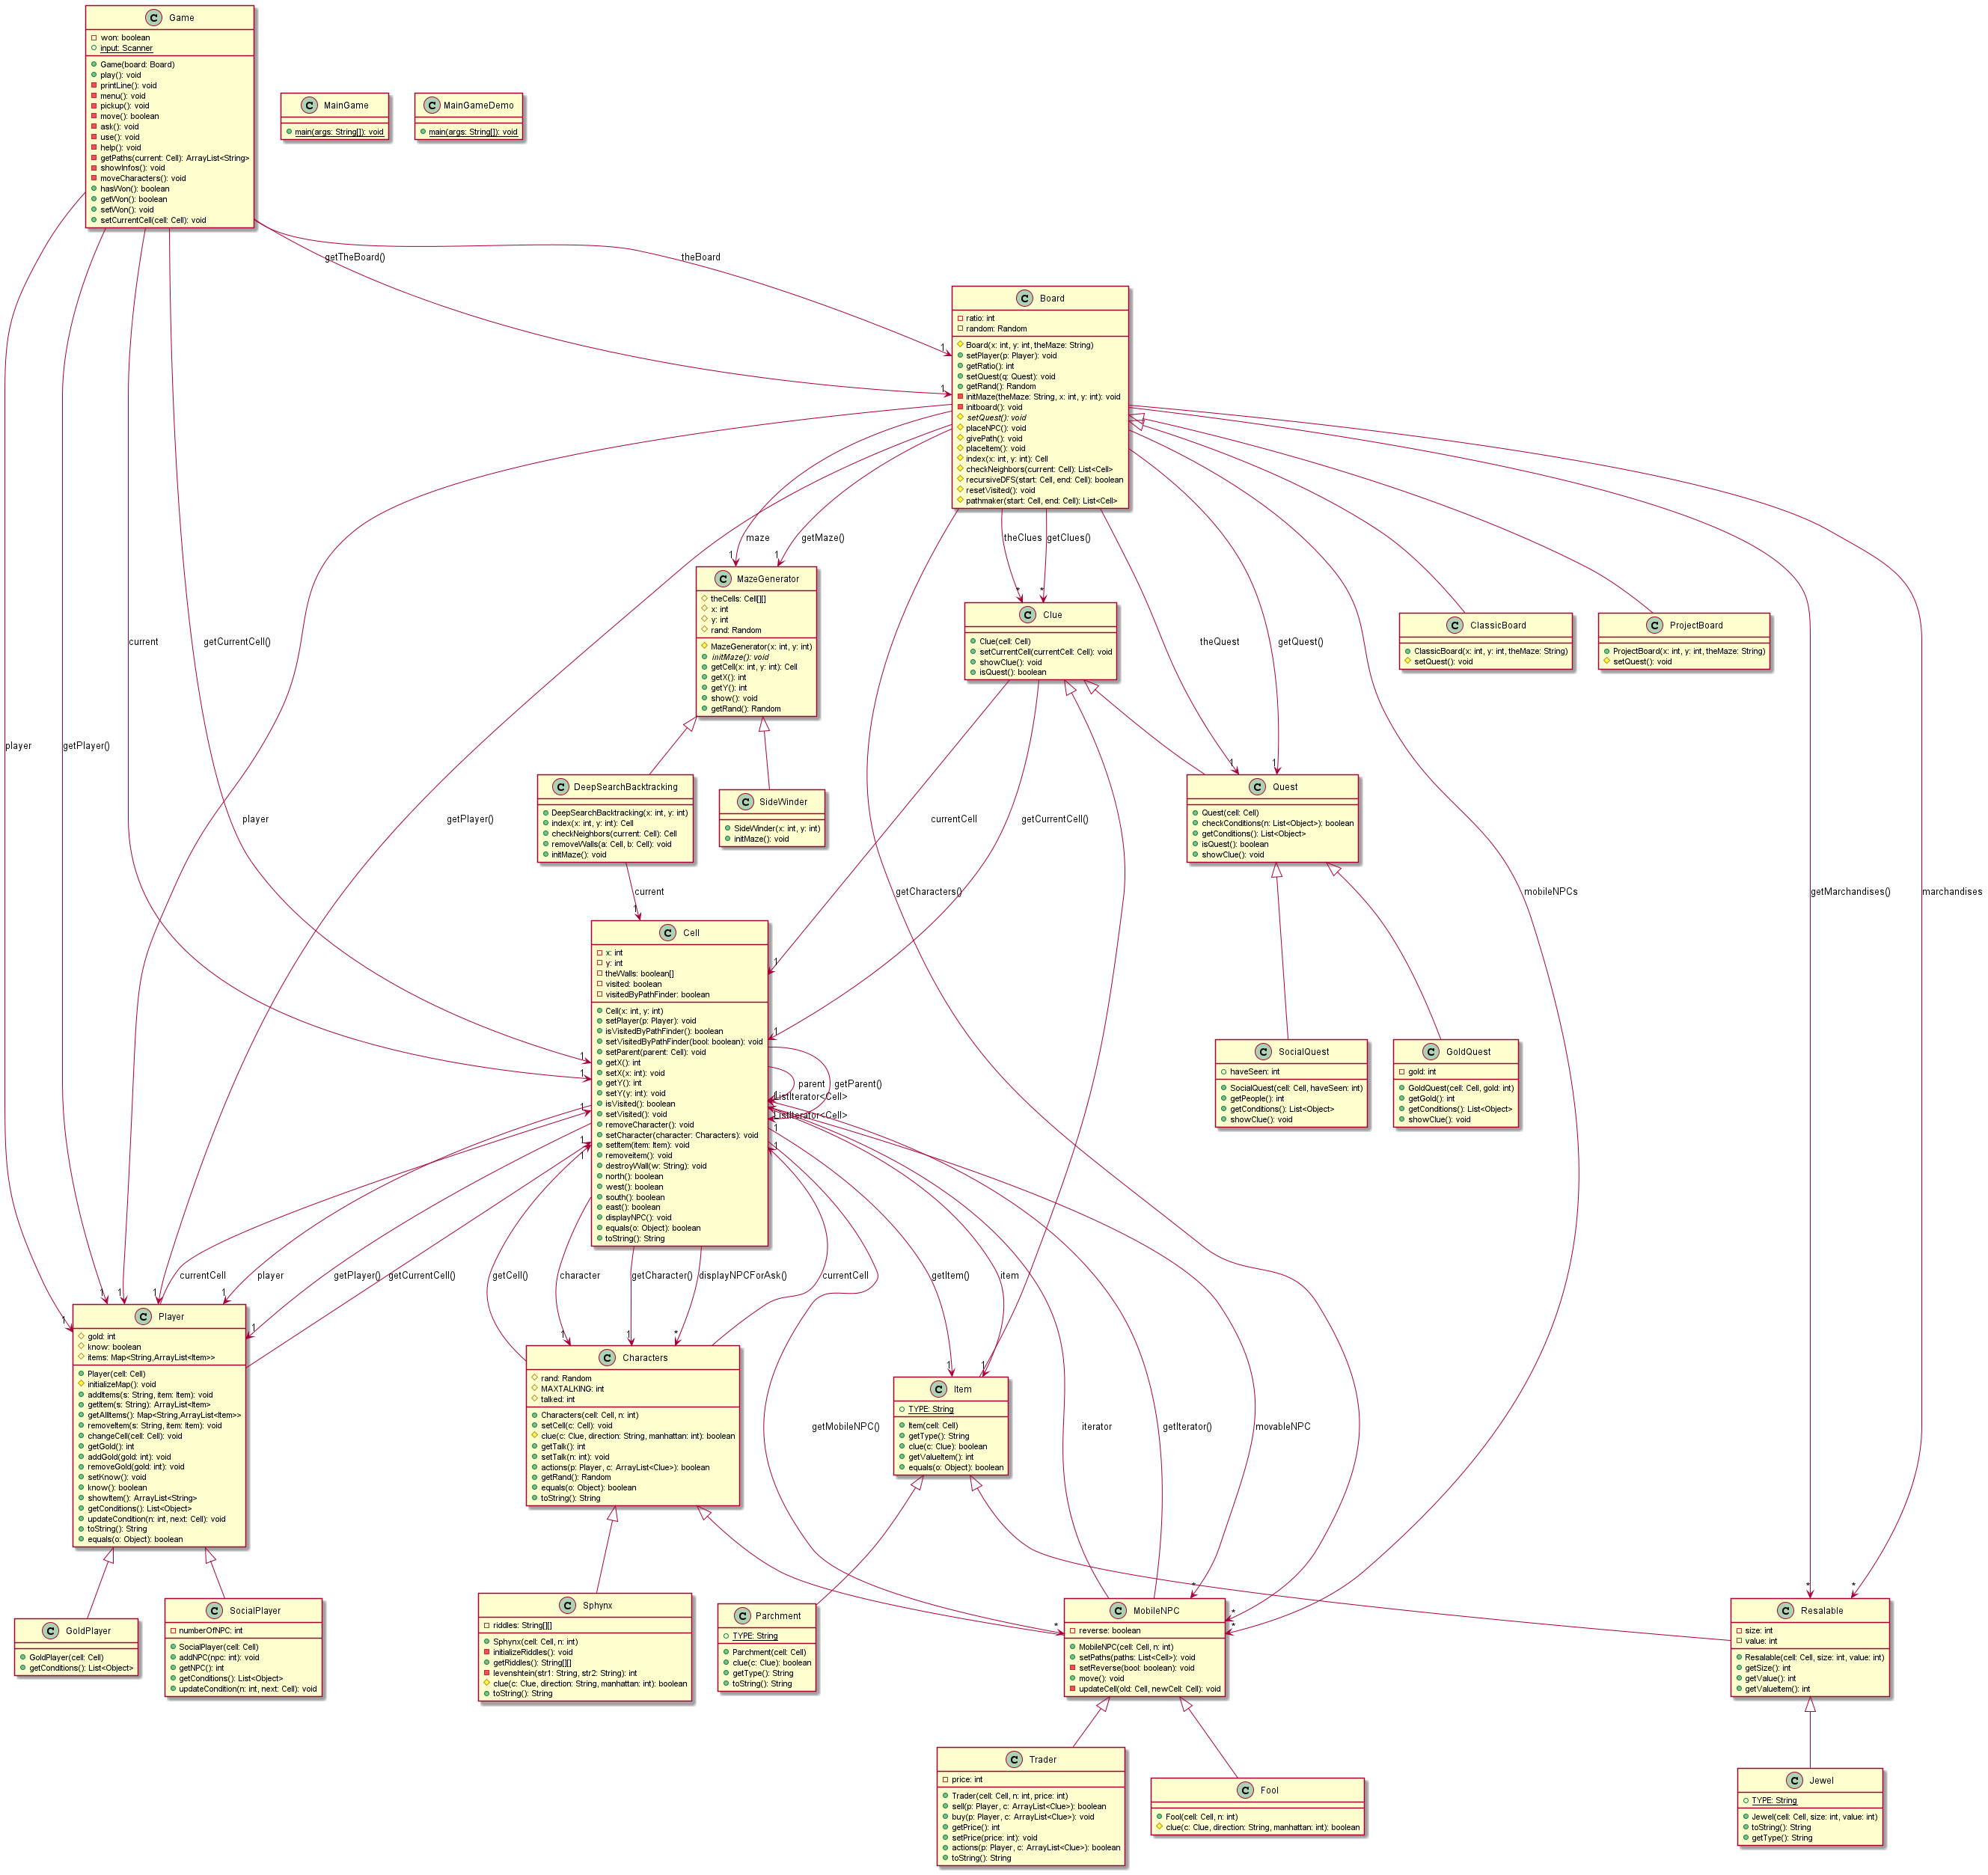 Game
won: boolean
input: Scanner
Game(board: Board)
play(): void
printLine(): void
menu(): void
pickup(): void
move(): boolean
ask(): void
use(): void
help(): void
getPaths(current: Cell): ArrayList<String>
showInfos(): void
moveCharacters(): void
hasWon(): boolean
getWon(): boolean
setWon(): void
setCurrentCell(cell: Cell): void
MainGame
main(args: String[]): void
MainGameDemo
main(args: String[]): void
getTheBoard()
theBoard
1
1
Board
ratio: int
random: Random
Board(x: int, y: int, theMaze: String)
setPlayer(p: Player): void
getRatio(): int
setQuest(q: Quest): void
getRand(): Random
initMaze(theMaze: String, x: int, y: int): void
initboard(): void
setQuest(): void
placeNPC(): void
givePath(): void
placeItem(): void
index(x: int, y: int): Cell
checkNeighbors(current: Cell): List<Cell>
recursiveDFS(start: Cell, end: Cell): boolean
resetVisited(): void
pathmaker(start: Cell, end: Cell): List<Cell>
maze
getMaze()
theClues
getClues()
1
1
*
*
MazeGenerator
theCells: Cell[][]
x: int
y: int
rand: Random
MazeGenerator(x: int, y: int)
initMaze(): void
getCell(x: int, y: int): Cell
getX(): int
getY(): int
show(): void
getRand(): Random
Clue
Clue(cell: Cell)
setCurrentCell(currentCell: Cell): void
showClue(): void
isQuest(): boolean
ClassicBoard
ClassicBoard(x: int, y: int, theMaze: String)
setQuest(): void
ProjectBoard
ProjectBoard(x: int, y: int, theMaze: String)
setQuest(): void
current
getCurrentCell()
theQuest
getQuest()
player
getPlayer()
1
1
DeepSearchBacktracking
DeepSearchBacktracking(x: int, y: int)
index(x: int, y: int): Cell
checkNeighbors(current: Cell): Cell
removeWalls(a: Cell, b: Cell): void
initMaze(): void
SideWinder
SideWinder(x: int, y: int)
initMaze(): void
Quest
Quest(cell: Cell)
checkConditions(n: List<Object>): boolean
getConditions(): List<Object>
isQuest(): boolean
showClue(): void
player
getPlayer()
currentCell
getCurrentCell()
current
1
getCharacters()
mobileNPCs
getMarchandises()
marchandises
Cell
x: int
y: int
theWalls: boolean[]
visited: boolean
visitedByPathFinder: boolean
Cell(x: int, y: int)
setPlayer(p: Player): void
isVisitedByPathFinder(): boolean
setVisitedByPathFinder(bool: boolean): void
setParent(parent: Cell): void
getX(): int
setX(x: int): void
getY(): int
setY(y: int): void
isVisited(): boolean
setVisited(): void
removeCharacter(): void
setCharacter(character: Characters): void
setItem(item: Item): void
removeitem(): void
destroyWall(w: String): void
north(): boolean
west(): boolean
south(): boolean
east(): boolean
displayNPC(): void
equals(o: Object): boolean
toString(): String
1
1
1
1
parent
getParent()
ListIterator<Cell>
ListIterator<Cell>
1
1
1
1
1
SocialQuest
haveSeen: int
SocialQuest(cell: Cell, haveSeen: int)
getPeople(): int
getConditions(): List<Object>
showClue(): void
GoldQuest
gold: int
GoldQuest(cell: Cell, gold: int)
getGold(): int
getConditions(): List<Object>
showClue(): void
currentCell
player
getPlayer()
getCurrentCell()
getCell()
character
getCharacter()
displayNPCForAsk()
currentCell
getItem()
item
1
1
1
1
1
1
1
1
*
1
1
Player
gold: int
know: boolean
items: Map<String,ArrayList<Item>>
Player(cell: Cell)
initializeMap(): void
addItems(s: String, item: Item): void
getItem(s: String): ArrayList<Item>
getAllItems(): Map<String,ArrayList<Item>>
removeItem(s: String, item: Item): void
changeCell(cell: Cell): void
getGold(): int
addGold(gold: int): void
removeGold(gold: int): void
setKnow(): void
know(): boolean
showItem(): ArrayList<String>
getConditions(): List<Object>
updateCondition(n: int, next: Cell): void
toString(): String
equals(o: Object): boolean
Characters
rand: Random
MAXTALKING: int
talked: int
Characters(cell: Cell, n: int)
setCell(c: Cell): void
clue(c: Clue, direction: String, manhattan: int): boolean
getTalk(): int
setTalk(n: int): void
actions(p: Player, c: ArrayList<Clue>): boolean
getRand(): Random
equals(o: Object): boolean
toString(): String
Item
TYPE: String
Item(cell: Cell)
getType(): String
clue(c: Clue): boolean
getValueItem(): int
equals(o: Object): boolean
getMobileNPC()
iterator
getIterator()
movableNPC
*
*
*
*
*
*
GoldPlayer
GoldPlayer(cell: Cell)
getConditions(): List<Object>
SocialPlayer
numberOfNPC: int
SocialPlayer(cell: Cell)
addNPC(npc: int): void
getNPC(): int
getConditions(): List<Object>
updateCondition(n: int, next: Cell): void
Sphynx
riddles: String[][]
Sphynx(cell: Cell, n: int)
initializeRiddles(): void
getRiddles(): String[][]
levenshtein(str1: String, str2: String): int
clue(c: Clue, direction: String, manhattan: int): boolean
toString(): String
Parchment
TYPE: String
Parchment(cell: Cell)
clue(c: Clue): boolean
getType(): String
toString(): String
MobileNPC
reverse: boolean
MobileNPC(cell: Cell, n: int)
setPaths(paths: List<Cell>): void
setReverse(bool: boolean): void
move(): void
updateCell(old: Cell, newCell: Cell): void
Resalable
size: int
value: int
Resalable(cell: Cell, size: int, value: int)
getSize(): int
getValue(): int
getValueItem(): int
Trader
price: int
Trader(cell: Cell, n: int, price: int)
sell(p: Player, c: ArrayList<Clue>): boolean
buy(p: Player, c: ArrayList<Clue>): void
getPrice(): int
setPrice(price: int): void
actions(p: Player, c: ArrayList<Clue>): boolean
toString(): String
Fool
Fool(cell: Cell, n: int)
clue(c: Clue, direction: String, manhattan: int): boolean
Jewel
TYPE: String
Jewel(cell: Cell, size: int, value: int)
toString(): String
getType(): String